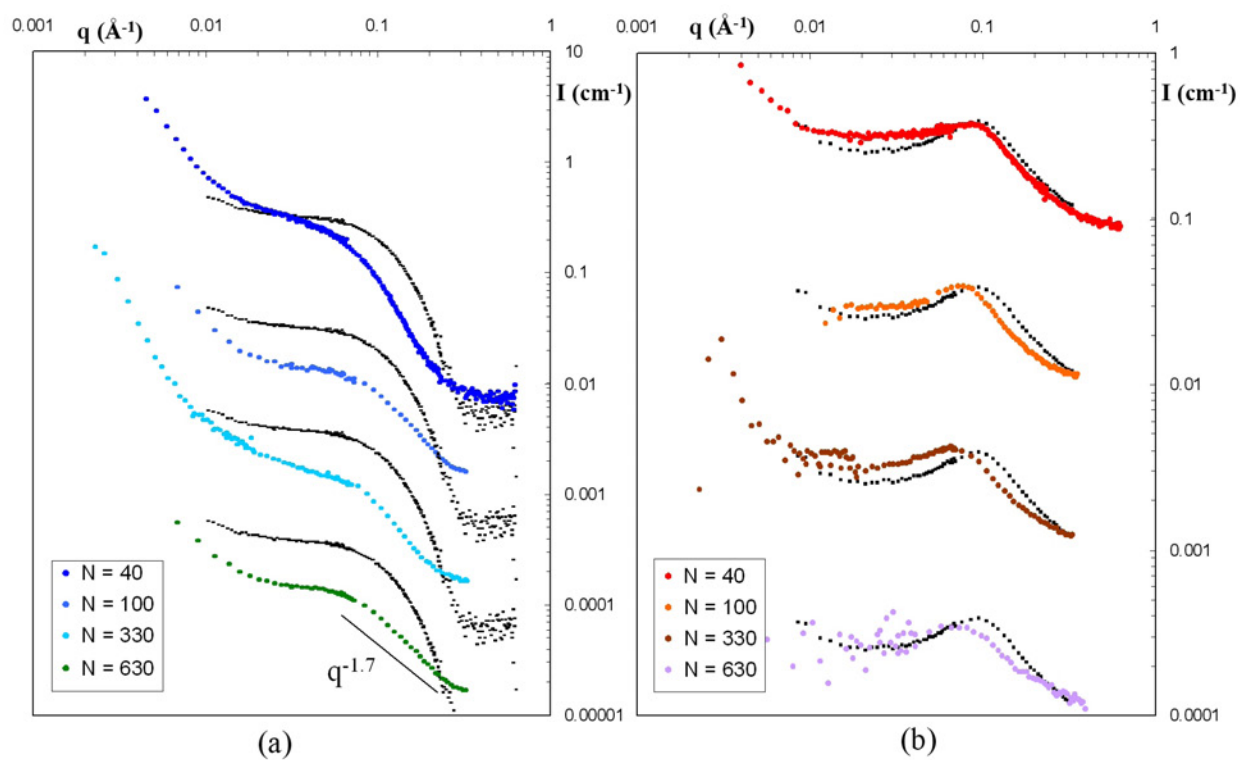 0.001 0.01 0.1 1
q (Å⁻¹)
10
I (cm⁻¹)
1
0.1
0.01
0.001
0.0001
0.00001
N = 40
N = 100
N = 330
N = 630
q⁻¹·⁷
(a)
0.001 0.01 0.1 1
q (Å⁻¹)
1
I (cm⁻¹)
0.1
0.01
0.001
0.0001
N = 40
N = 100
N = 330
N = 630
(b)